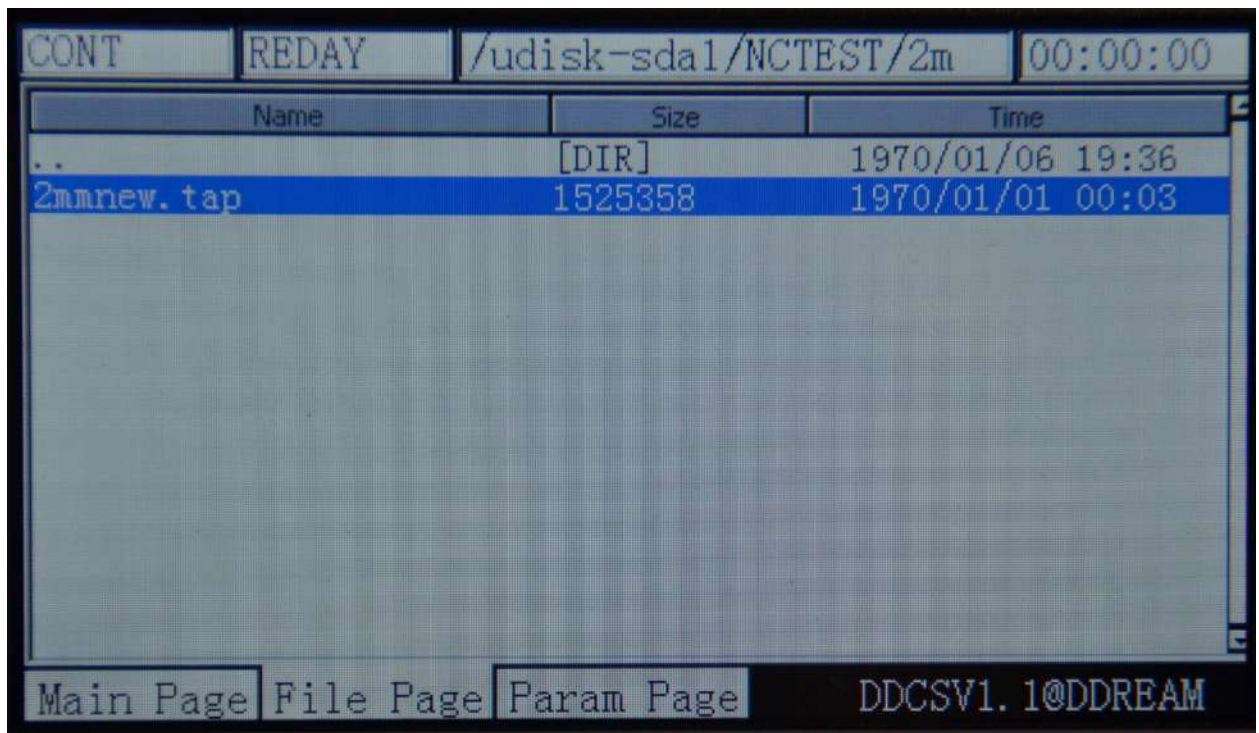 CONT REDAY /udisk-sda1/NCTEST/2m 00:00:00
Name Size Time
.. [DIR] 1970/01/06 19:36
2mmnew.tap 1525358 1970/01/01 00:03
Main Page File Page Param Page DDCSV1.1@DDREAM